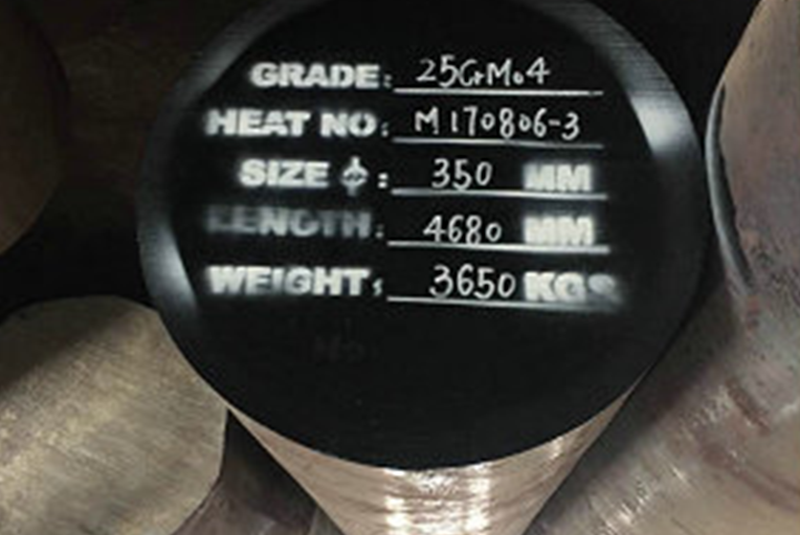 GRADE: 25CrMo4
HEAT NO: M170806-3
SIZE ϕ: 350 MM
LENGTH: 4680 MM
WEIGHT: 3650 KGS